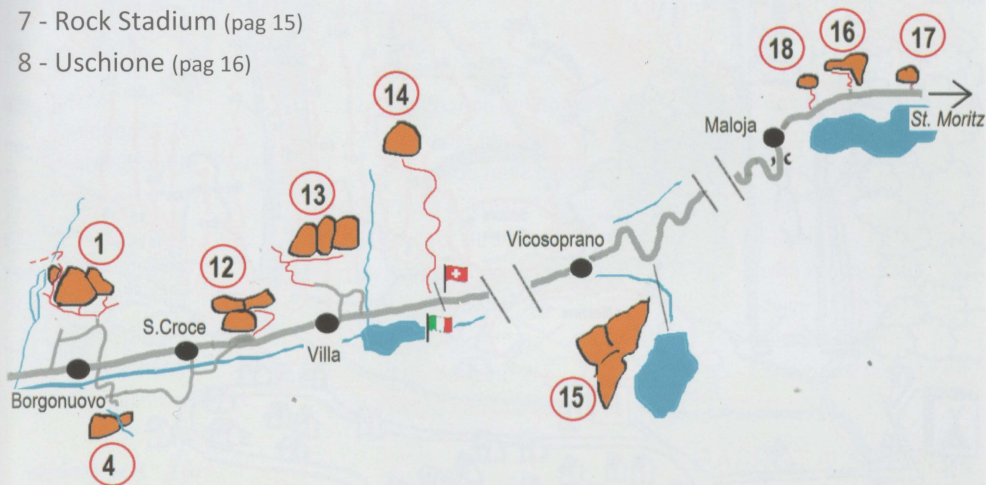 7 - Rock Stadium (pag 15)
8 - Uschione (pag 16)
14
18
16
17
St. Moritz
Maloja
13
1
12
Vicosoprano
S.Croce
Villa
Borgonuovo
15
4